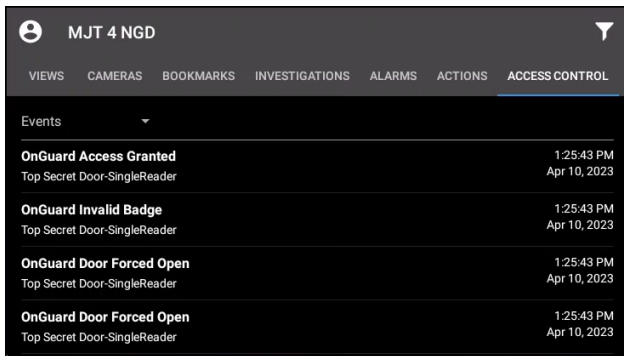 MJT 4 NGD
VIEWS CAMERAS BOOKMARKS INVESTIGATIONS ALARMS ACTIONS ACCESS CONTROL
Events
OnGuard Access Granted 1:25:43 PM
Top Secret Door-SingleReader Apr 10, 2023
OnGuard Invalid Badge 1:25:43 PM
Top Secret Door-SingleReader Apr 10, 2023
OnGuard Door Forced Open 1:25:43 PM
Top Secret Door-SingleReader Apr 10, 2023
OnGuard Door Forced Open 1:25:43 PM
Top Secret Door-SingleReader Apr 10, 2023